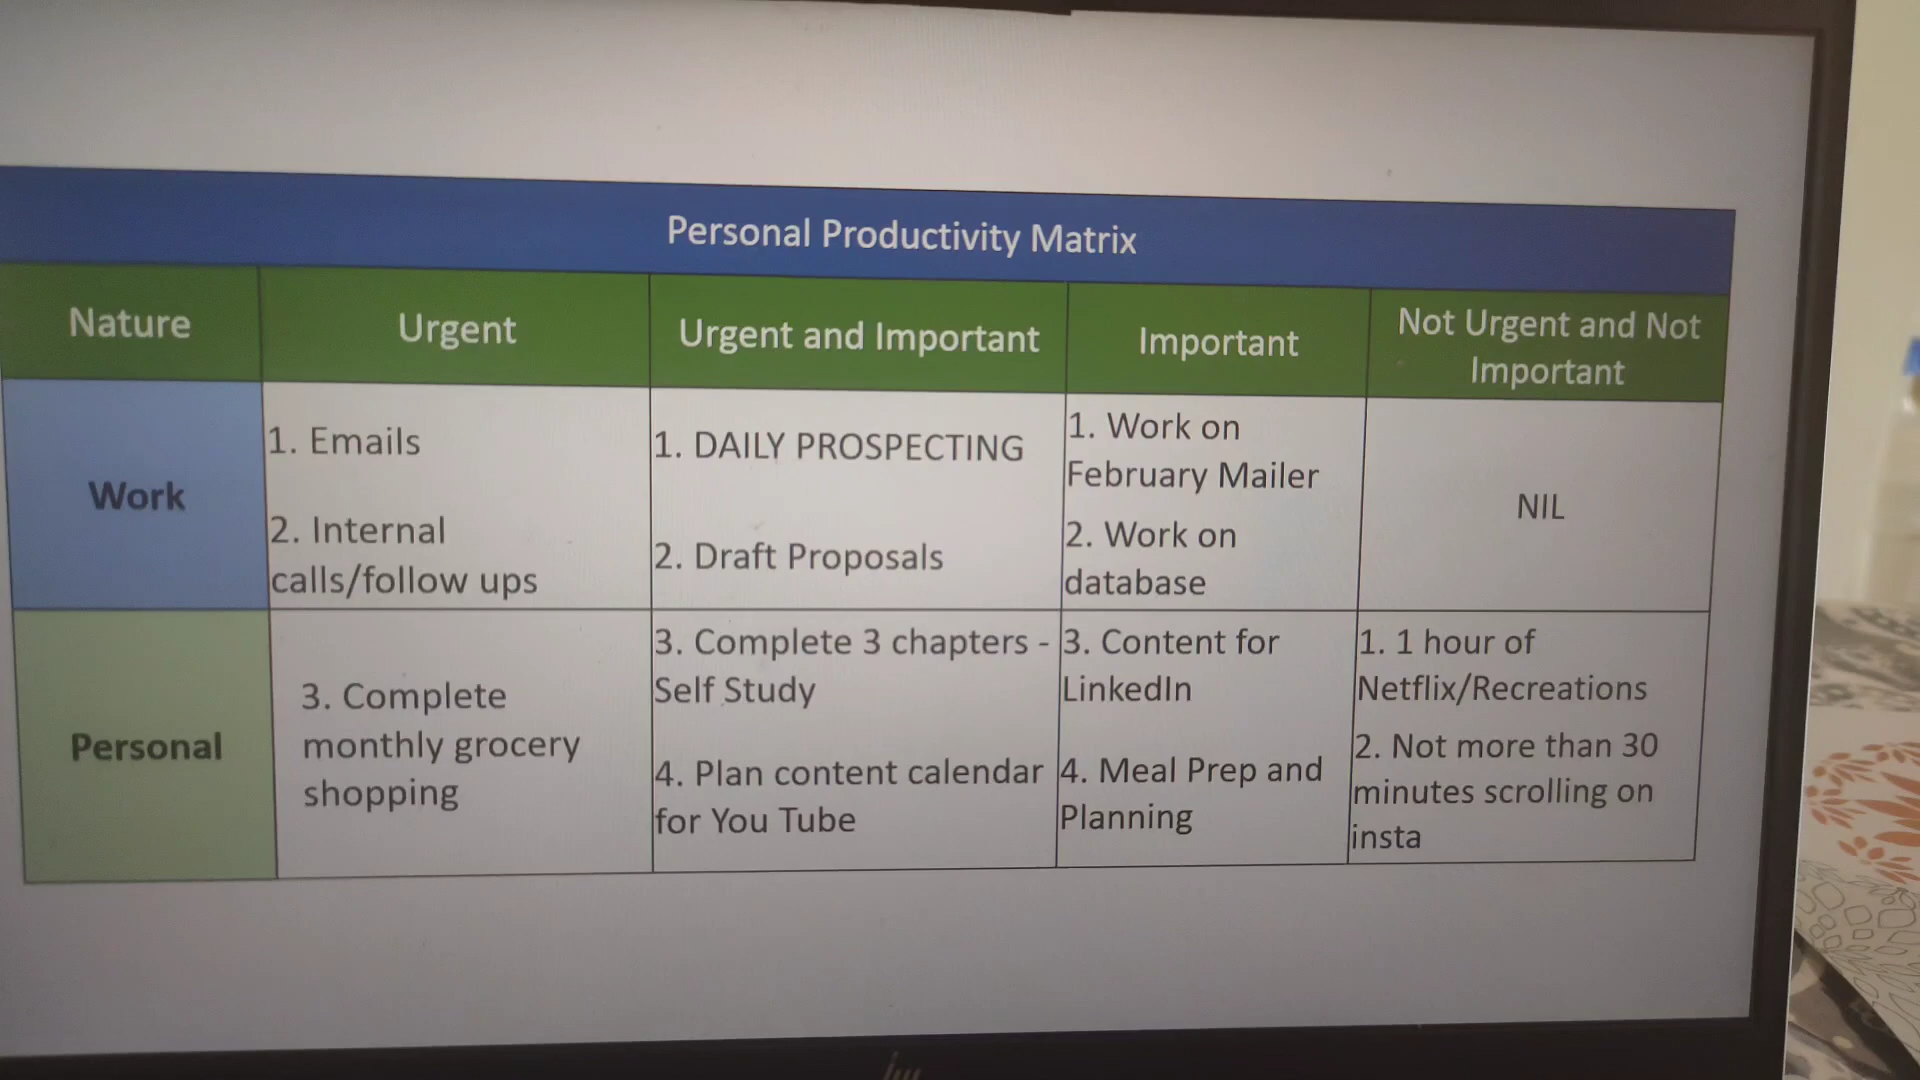 Personal Productivity Matrix
Nature
Urgent
Urgent and Important
Important
Not Urgent and Not
Important
Work
1. Emails
2. Internal
calls/follow ups
1. DAILY PROSPECTING
2. Draft Proposals
1. Work on
February Mailer
2. Work on
database
NIL
Personal
3. Complete
monthly grocery
shopping
3. Complete 3 chapters -
Self Study
4. Plan content calendar
for You Tube
3. Content for
LinkedIn
4. Meal Prep and
Planning
1. 1 hour of
Netflix/Recreations
2. Not more than 30
minutes scrolling on
insta